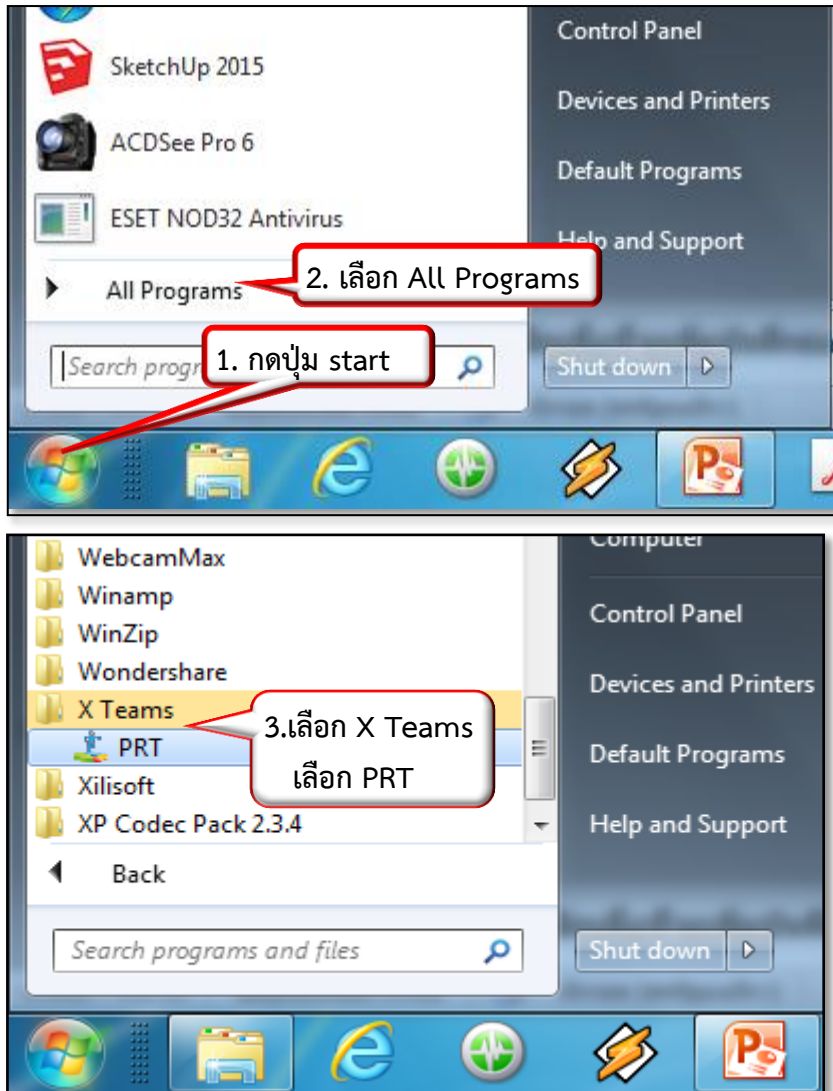 Control Panel
SketchUp 2015
Devices and Printers
ACDSee Pro 6
Default Programs
ESET NOD32 Antivirus
Help and Support
2. เลือก All Programs
All Programs
1. กดปุ่ม start
Search progr
Shut down
WebcamMax
Computer
Winamp
Control Panel
WinZip
Wondershare
Devices and Printers
X Teams
3.เลือก X Teams
PRT
เลือก PRT
Default Programs
Xilisoft
XP Codec Pack 2.3.4
Help and Support
Back
Search programs and files
Shut down